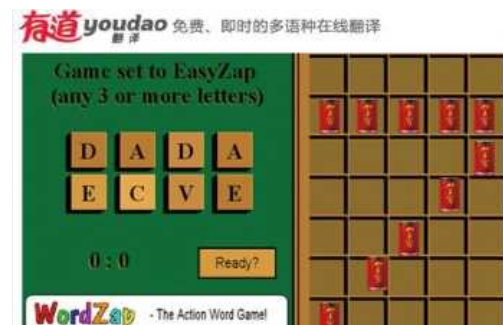 有道 youdao 翻译 免费、即时的多语种在线翻译
Game set to EasyZap
(any 3 or more letters)
D A D A
E C V E
0 : 0 Ready?
WordZap - The Action Word Game!